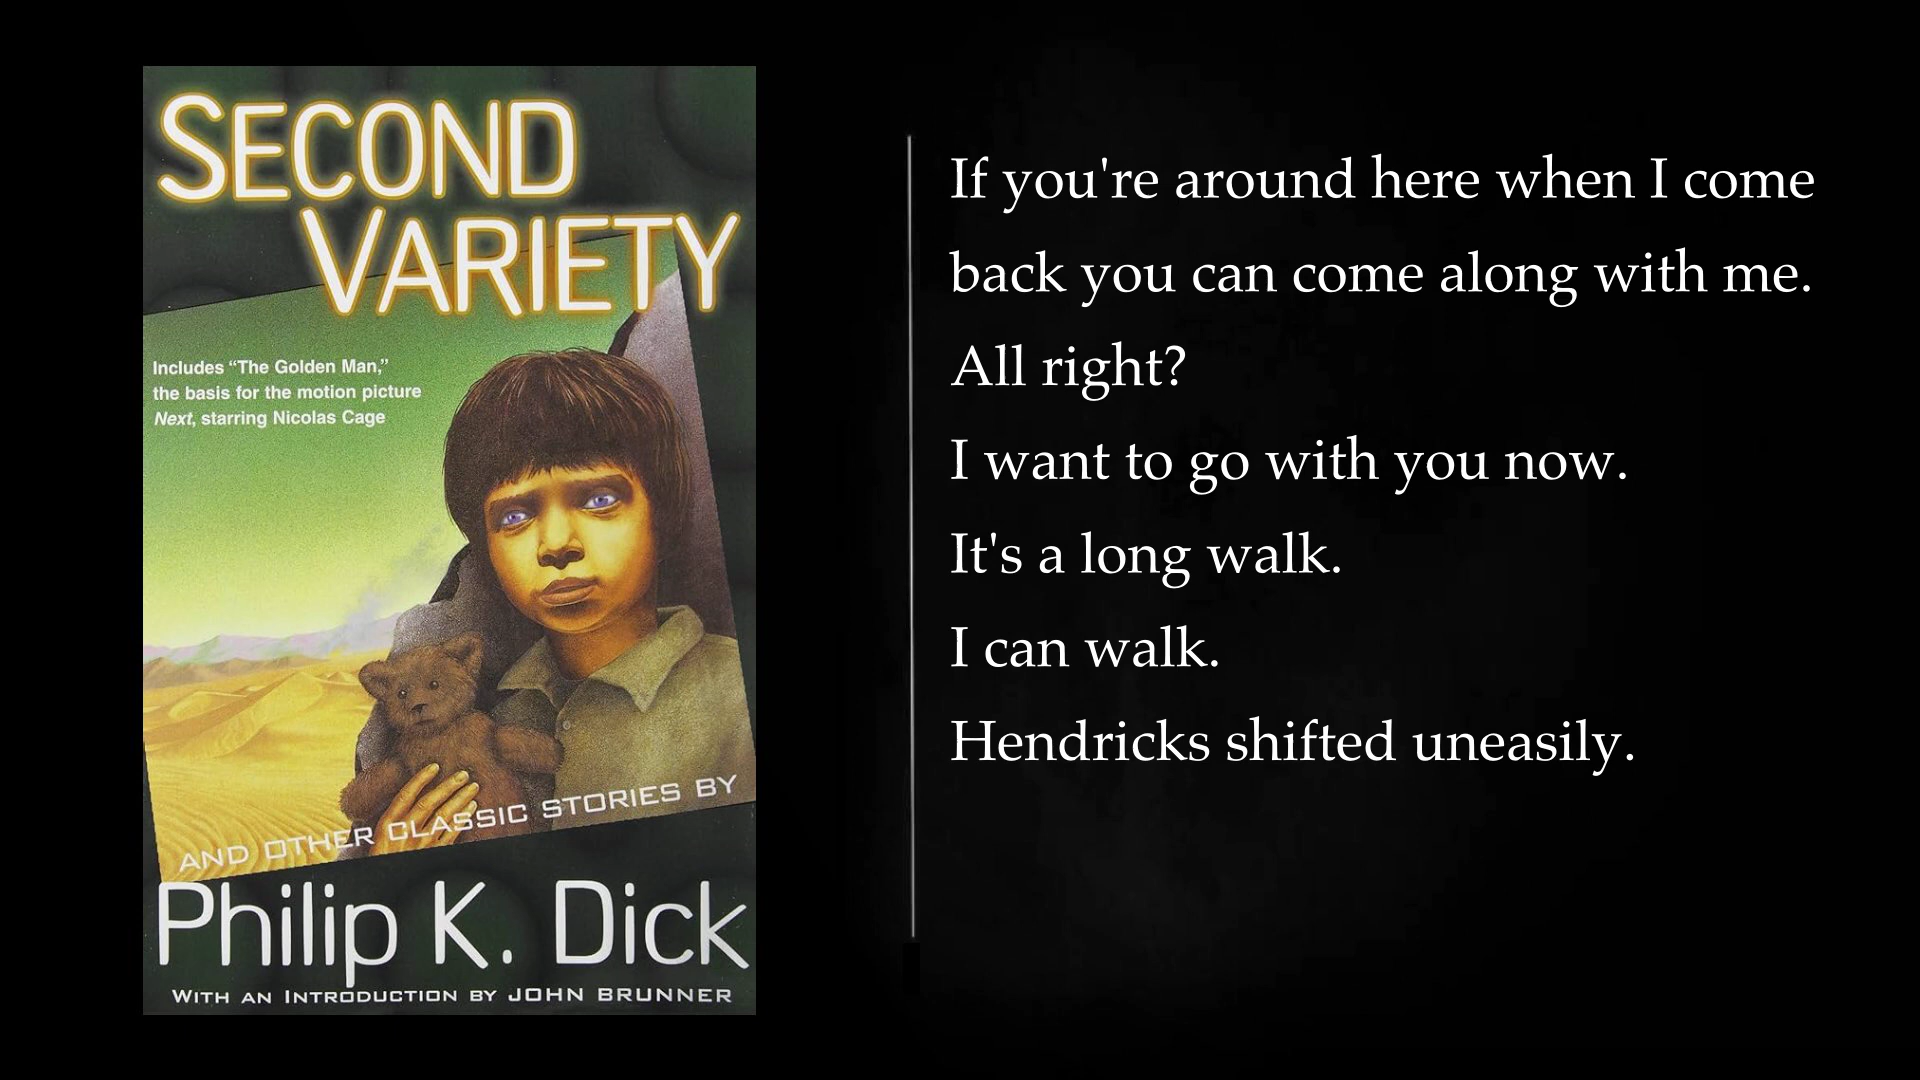 SECOND
VARIETY
Includes “The Golden Man,”
the basis for the motion picture
Next, starring Nicolas Cage
AND OTHER CLASSIC STORIES BY
Philip K. Dick
WITH AN INTRODUCTION BY JOHN BRUNNER
If you're around here when I come
back you can come along with me.
All right?
I want to go with you now.
It's a long walk.
I can walk.
Hendricks shifted uneasily.